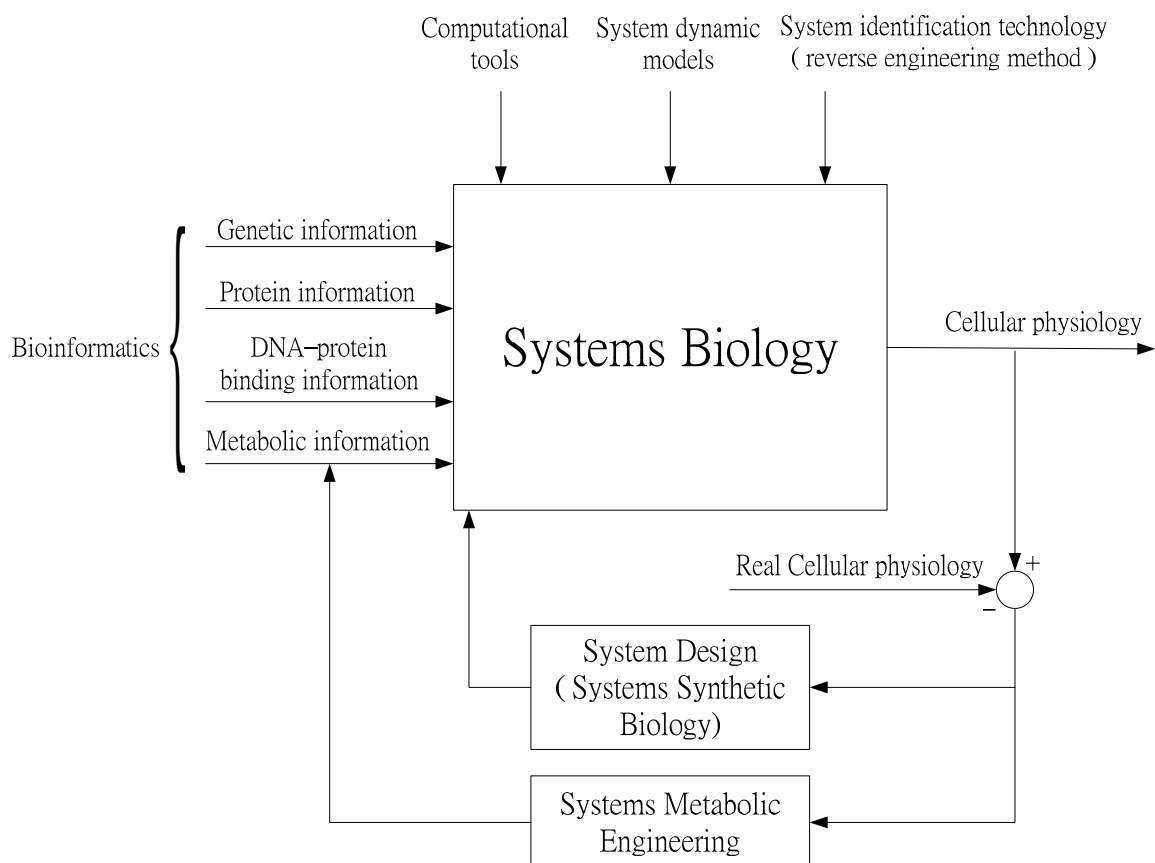 Computational
tools
System dynamic
models
System identification technology
( reverse engineering method )
Genetic information
Protein information
Bioinformatics
DNA–protein
binding information
Metabolic information
Systems Biology
Cellular physiology
Real Cellular physiology
+
–
System Design
( Systems Synthetic
Biology)
Systems Metabolic
Engineering